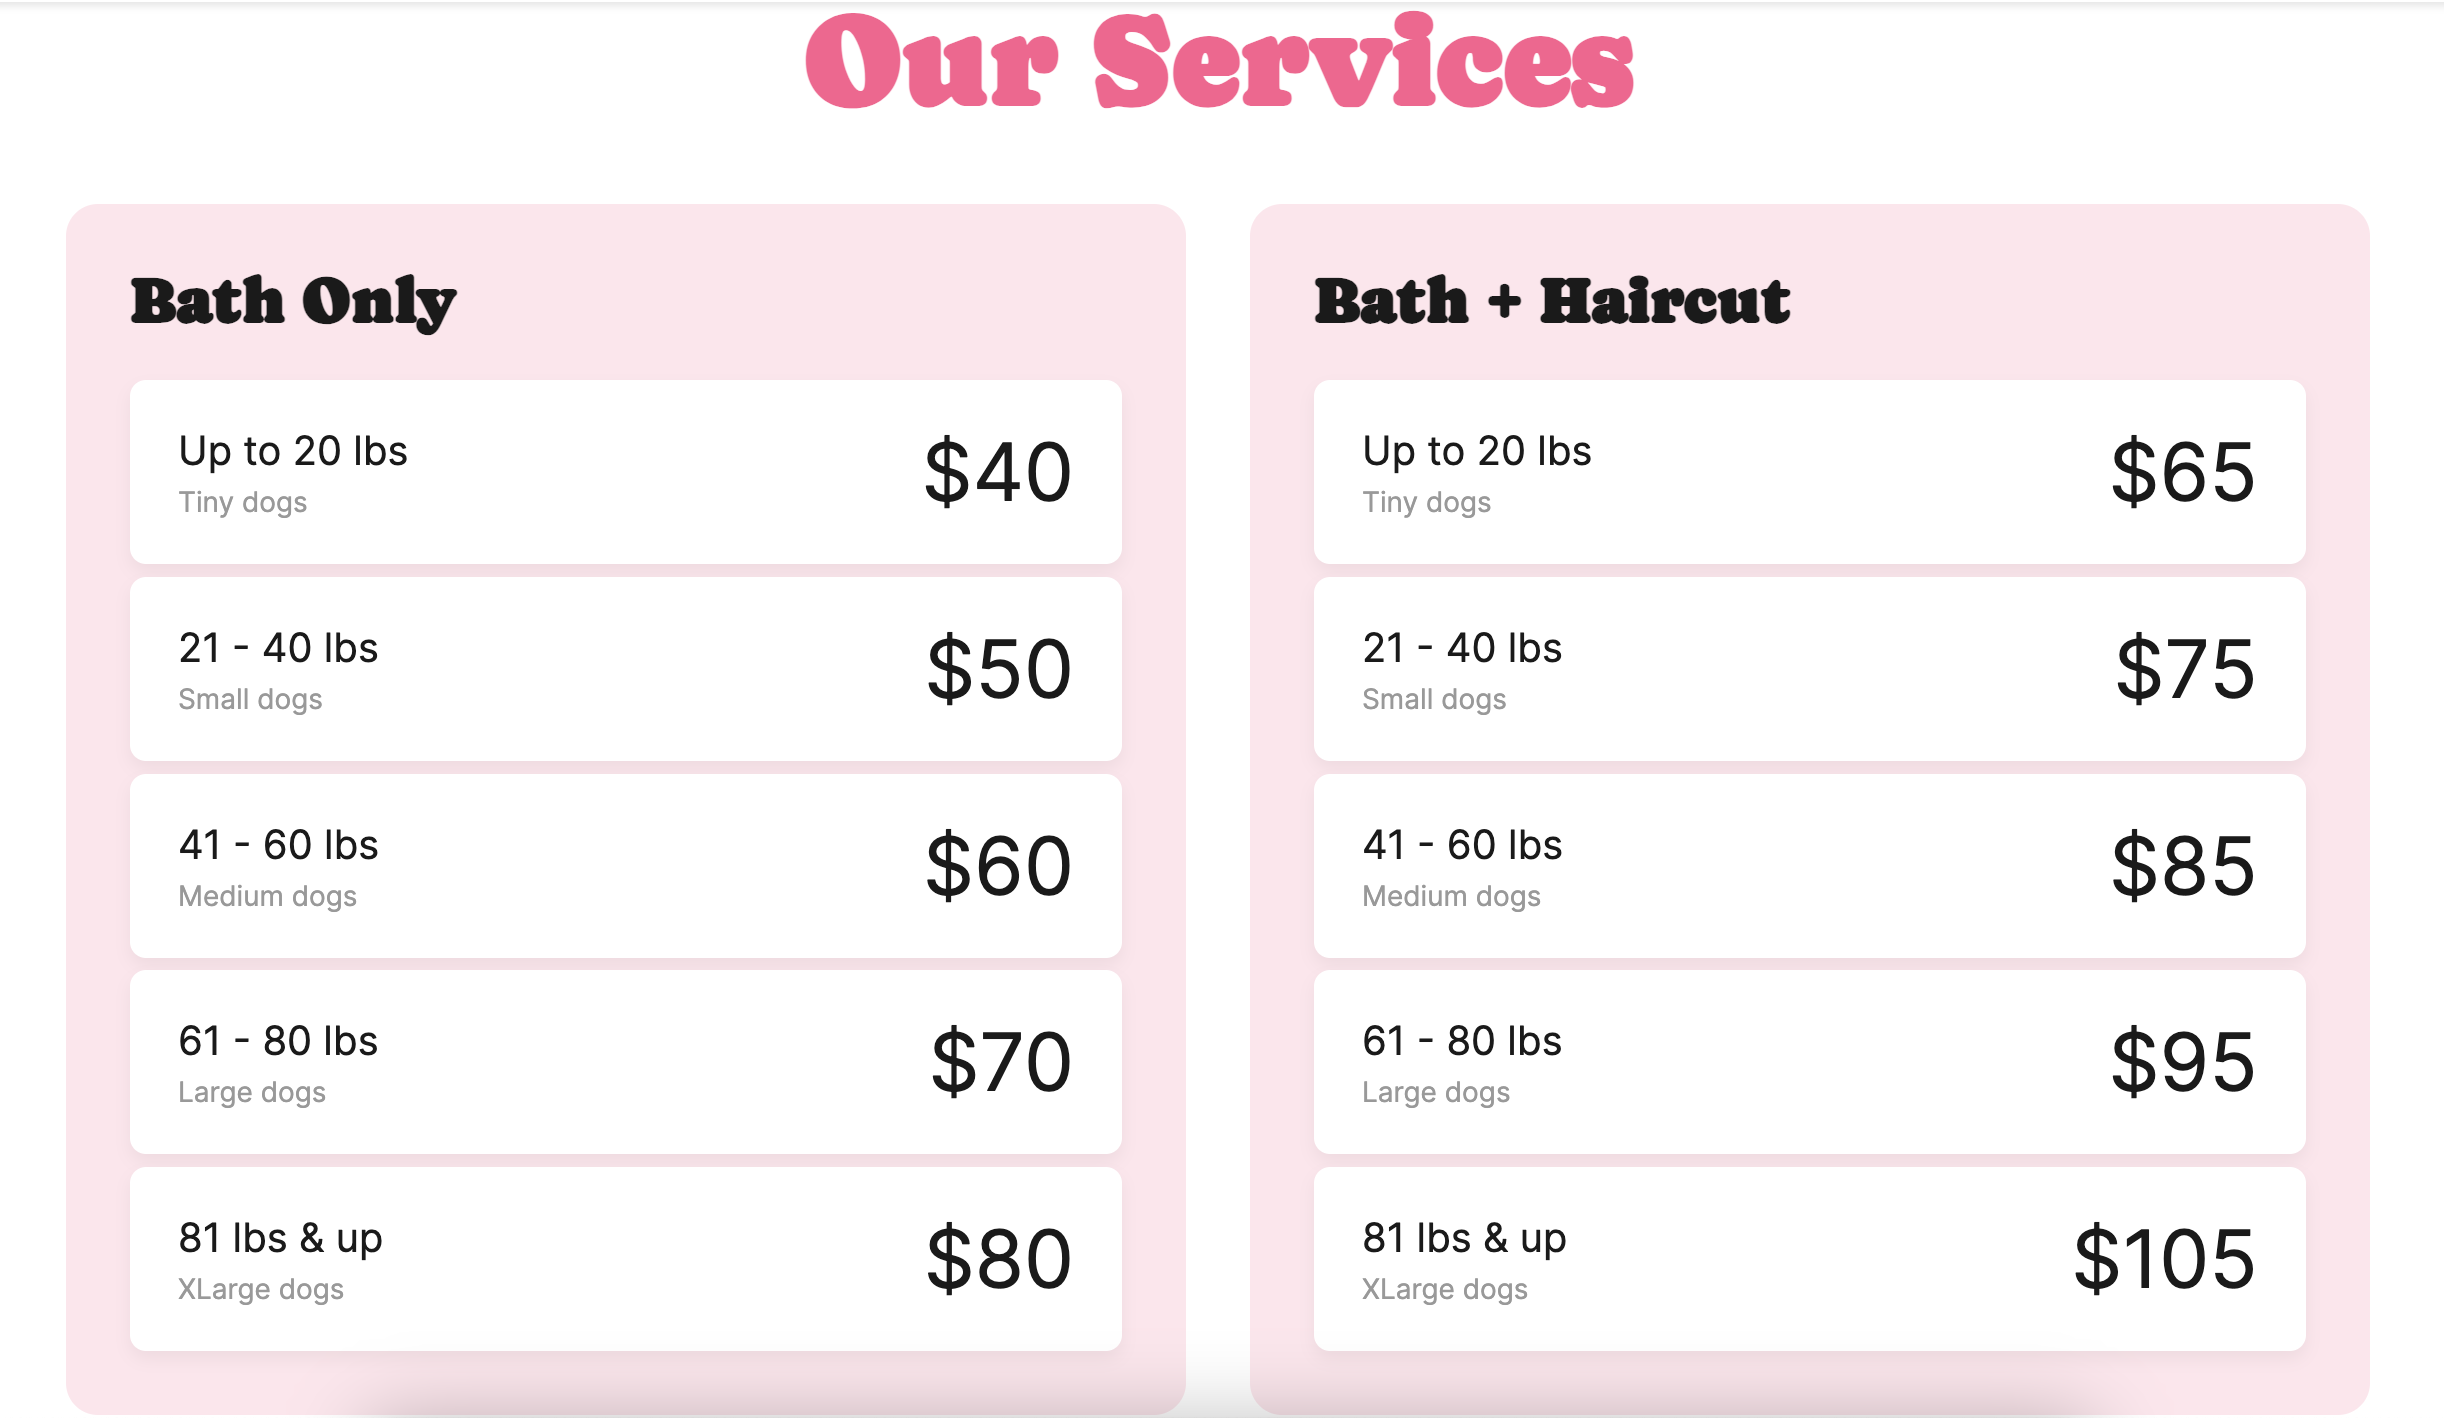 Our Services
Bath Only
Up to 20 lbs
Tiny dogs
$40
21 - 40 lbs
Small dogs
$50
41 - 60 lbs
Medium dogs
$60
61 - 80 lbs
Large dogs
$70
81 lbs & up
XLarge dogs
$80
Bath + Haircut
Up to 20 lbs
Tiny dogs
$65
21 - 40 lbs
Small dogs
$75
41 - 60 lbs
Medium dogs
$85
61 - 80 lbs
Large dogs
$95
81 lbs & up
XLarge dogs
$105